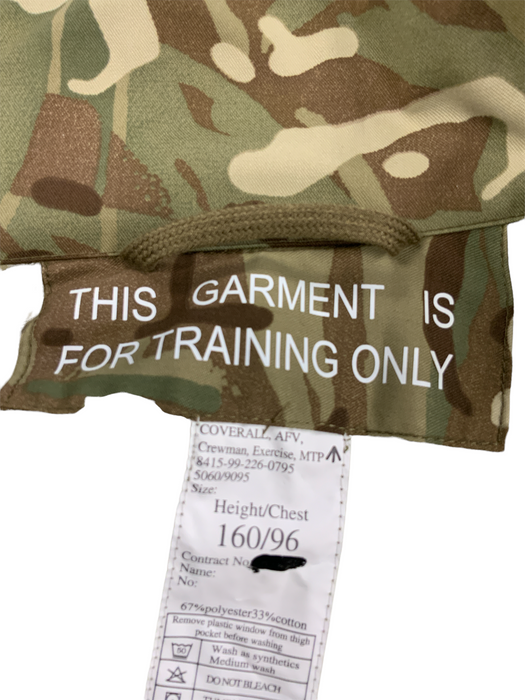 THIS GARMENT IS
FOR TRAINING ONLY
COVERALL, AFV,
Crewman, Exercise, MTP
8415-99-226-0795
5060/9095
Size:
Height/Chest
160/96
Contract No
Name:
No:
67%polyester33%cotton
Remove plastic window from thigh
pocket before washing
50
Wash as synthetics
Medium wash
DO NOT BLEACH